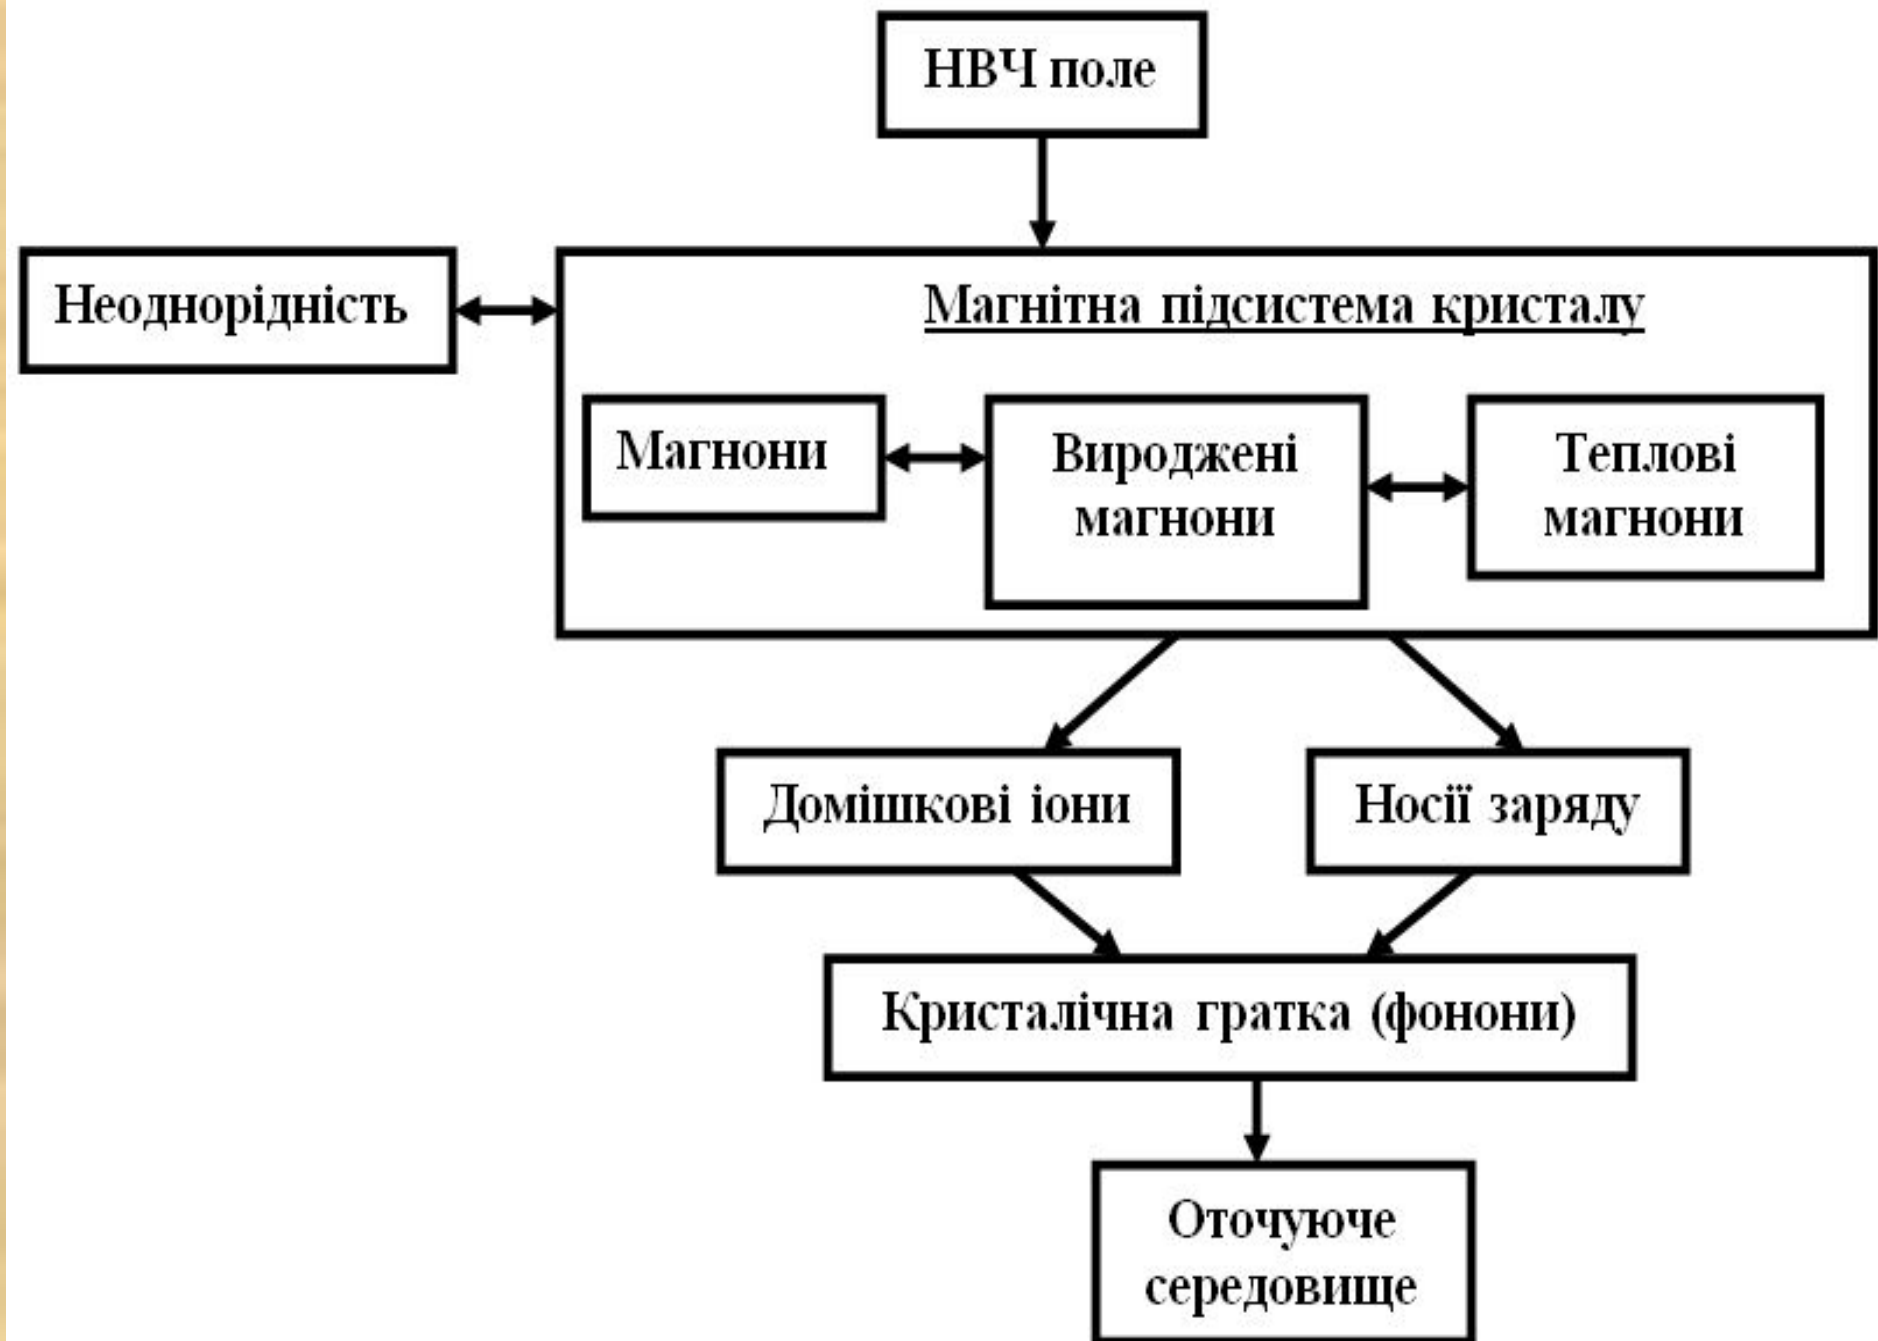 НВЧ поле
Неоднорідність
Магнітна підсистема кристалу
Магнони
Вироджені
магнони
Теплові
магнони
Домішкові іони
Носії заряду
Кристалічна гратка (фонони)
Оточуюче
середовище